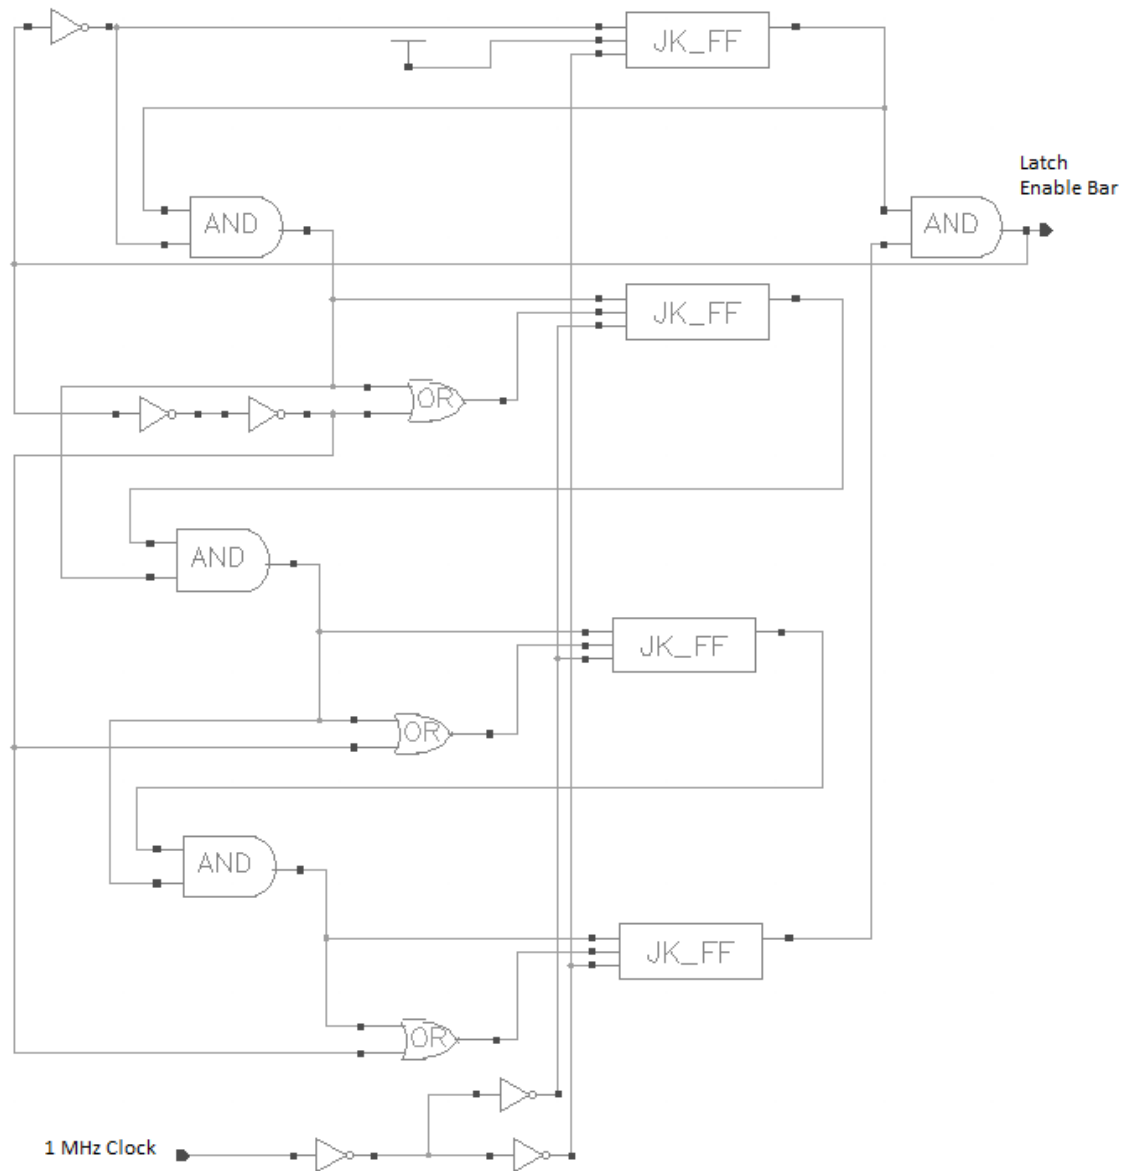 JK_FF
Latch
Enable Bar
AND
AND
JK_FF
OR
AND
JK_FF
OR
AND
JK_FF
OR
1 MHz Clock